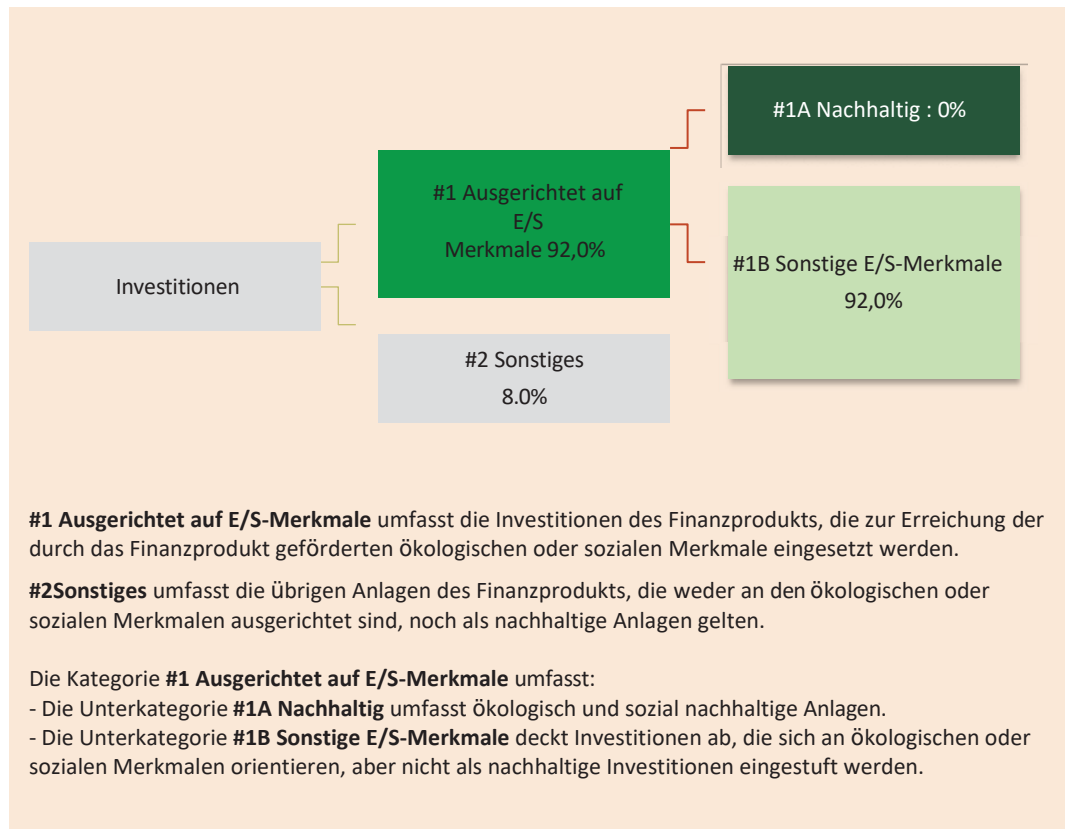 #1A Nachhaltig : 0%
#1 Ausgerichtet auf
E/S
Merkmale 92,0%
#1B Sonstige E/S-Merkmale
92,0%
Investitionen
#2 Sonstiges
8.0%
#1 Ausgerichtet auf E/S-Merkmale umfasst die Investitionen des Finanzprodukts, die zur Erreichung der
durch das Finanzprodukt geförderten ökologischen oder sozialen Merkmale eingesetzt werden.
#2Sonstiges umfasst die übrigen Anlagen des Finanzprodukts, die weder an den ökologischen oder
sozialen Merkmalen ausgerichtet sind, noch als nachhaltige Anlagen gelten.
Die Kategorie #1 Ausgerichtet auf E/S-Merkmale umfasst:
- Die Unterkategorie #1A Nachhaltig umfasst ökologisch und sozial nachhaltige Anlagen.
- Die Unterkategorie #1B Sonstige E/S-Merkmale deckt Investitionen ab, die sich an ökologischen oder
sozialen Merkmalen orientieren, aber nicht als nachhaltige Investitionen eingestuft werden.